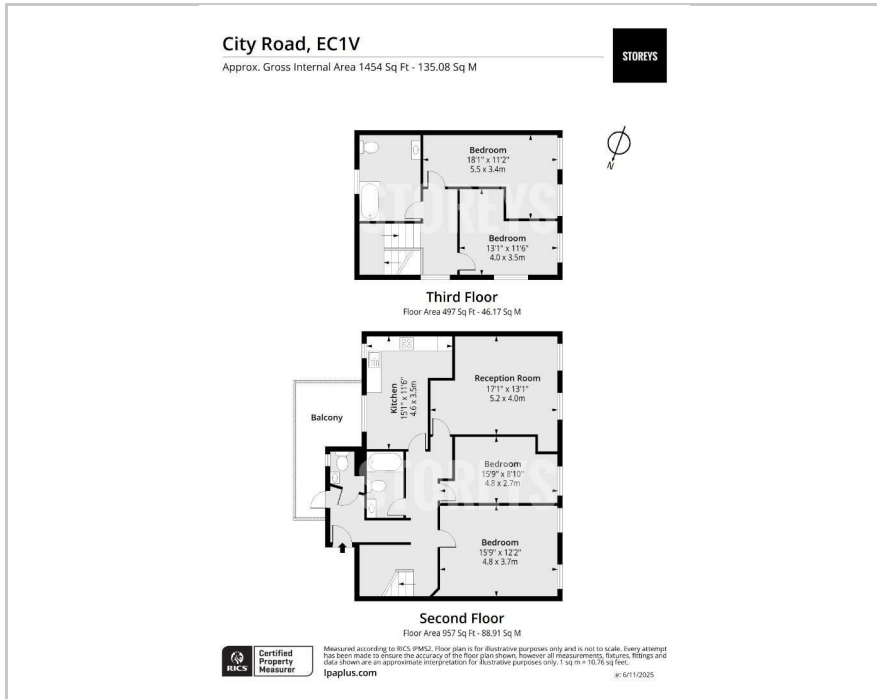 City Road, EC1V
Approx. Gross Internal Area 1454 Sq Ft - 135.08 Sq M
STOREYS
N
Bedroom
18'1" x 11'2"
5.5 x 3.4m
STOREYS
Bedroom
13'1" x 11'6"
4.0 x 3.5m
Third Floor
Floor Area 497 Sq Ft - 46.17 Sq M
Reception Room
17'1" x 13'1"
5.2 x 4.0m
Kitchen
15'1" x 11'6"
4.6 x 3.5m
Balcony
Bedroom
15'9" x 8'10"
4.8 x 2.7m
STOREYS
Bedroom
15'9" x 12'2"
4.8 x 3.7m
Second Floor
Floor Area 957 Sq Ft - 88.91 Sq M
RICS
Certified
Property
Measurer
Measured according to RICS IPMS2. Floor plan is for illustrative purposes only and is not to scale. Every attempt
has been made to ensure the accuracy of the floor plan shown, however all measurements, fixtures, fittings and
data shown are an approximate interpretation for illustrative purposes only. 1 sq m = 10.76 sq feet.
lpaplus.com
e: 6/11/2025